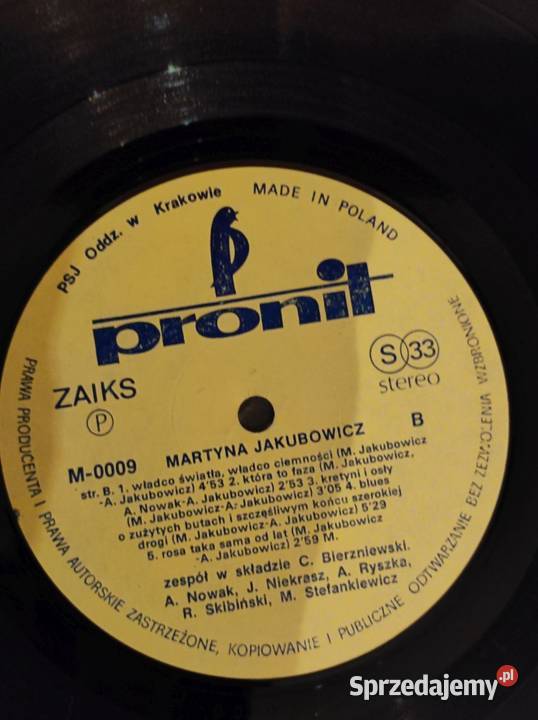 PSJ Oddz. w Krakowie MADE IN POLAND
pronit
ZAIKS
P
S 33
stereo
M-0009 MARTYNA JAKUBOWICZ B
str. B. 1. władco światła, władco ciemności (M. Jakubowicz
-A. Jakubowicz) 4'53 2. która to faza (M. Jakubowicz,
A. Nowak-A. Jakubowicz) 2'53 3. kretyni i osły
(M. Jakubowicz-A. Jakubowicz) 3'05 4. blues
o zużytych butach i szczęśliwym końcu szerokiej
drogi (M. Jakubowicz-A. Jakubowicz) 5'29
5. rosa taka sama od lat (M. Jakubowicz
-A. Jakubowicz) 2'59 M.
zespół w składzie C. Bierzniewski.
A. Nowak, J. Niekrasz, A. Ryszka,
R. Skibiński, M. Stefankiewicz
PRAWA PRODUCENTA I PRAWA AUTORSKIE ZASTRZEŻONE, KOPIOWANIE I PUBLICZNE ODTWARZANIE BEZ ZEZWOLENIA WZBRONIONE
Sprzedajemy.pl